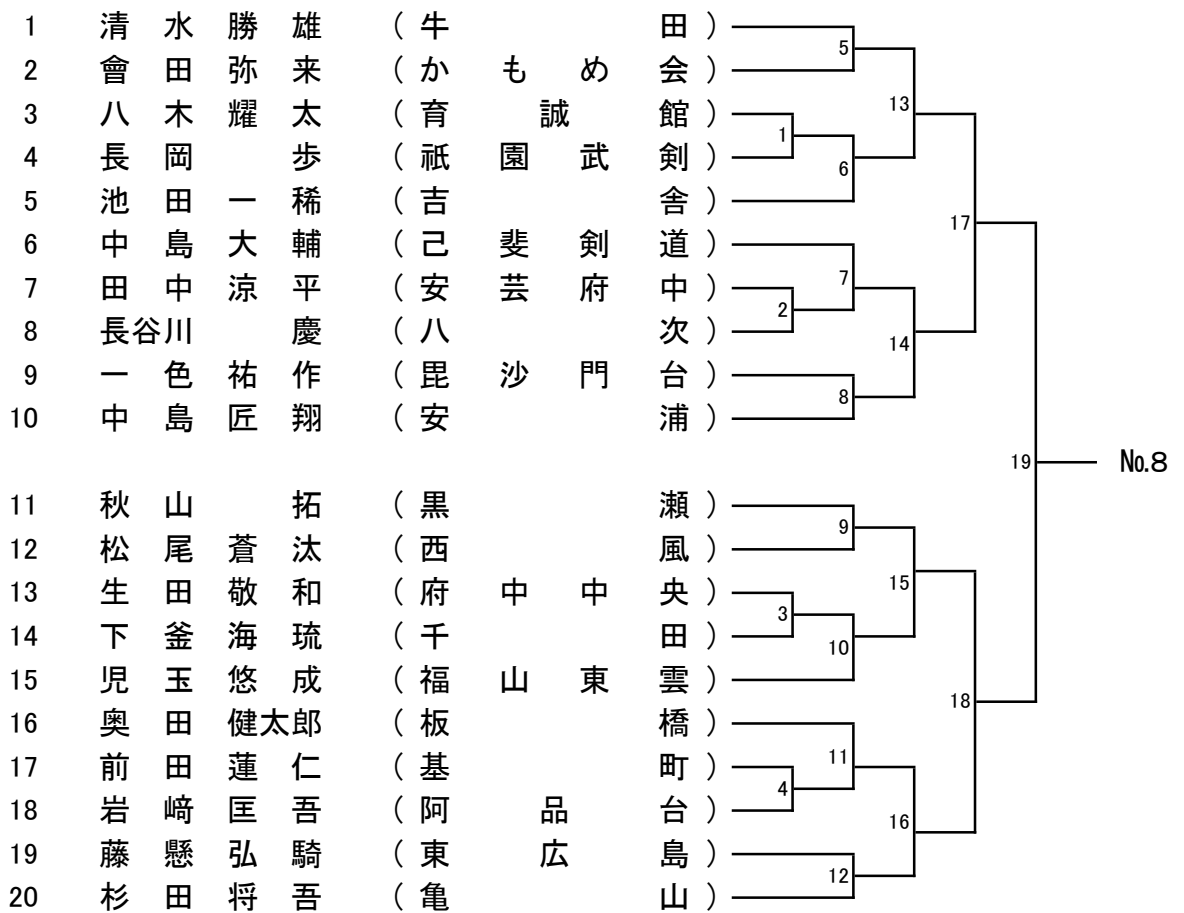 1 清水勝雄 (牛田)
5
2 會田弥来 (かもめ会)
13
3 八木耀太 (育誠館)
1
4 長岡歩 (祇園武剣)
6
5 池田一稀 (吉舎)
17
6 中島大輔 (己斐剣道)
7
7 田中涼平 (安芸府中)
2
8 長谷川慶 (八次)
14
9 一色祐作 (毘沙門台)
8
10 中島匠翔 (安浦)
19 №8
11 秋山拓 (黒瀬)
9
12 松尾蒼汰 (西風)
15
13 生田敬和 (府中中央)
3
14 下釜海琉 (千田)
10
15 児玉悠成 (福山東雲)
18
16 奥田健太郎 (板橋)
11
17 前田蓮仁 (基町)
4
18 岩﨑匡吾 (阿品台)
16
19 藤懸弘騎 (東広島)
12
20 杉田将吾 (亀山)